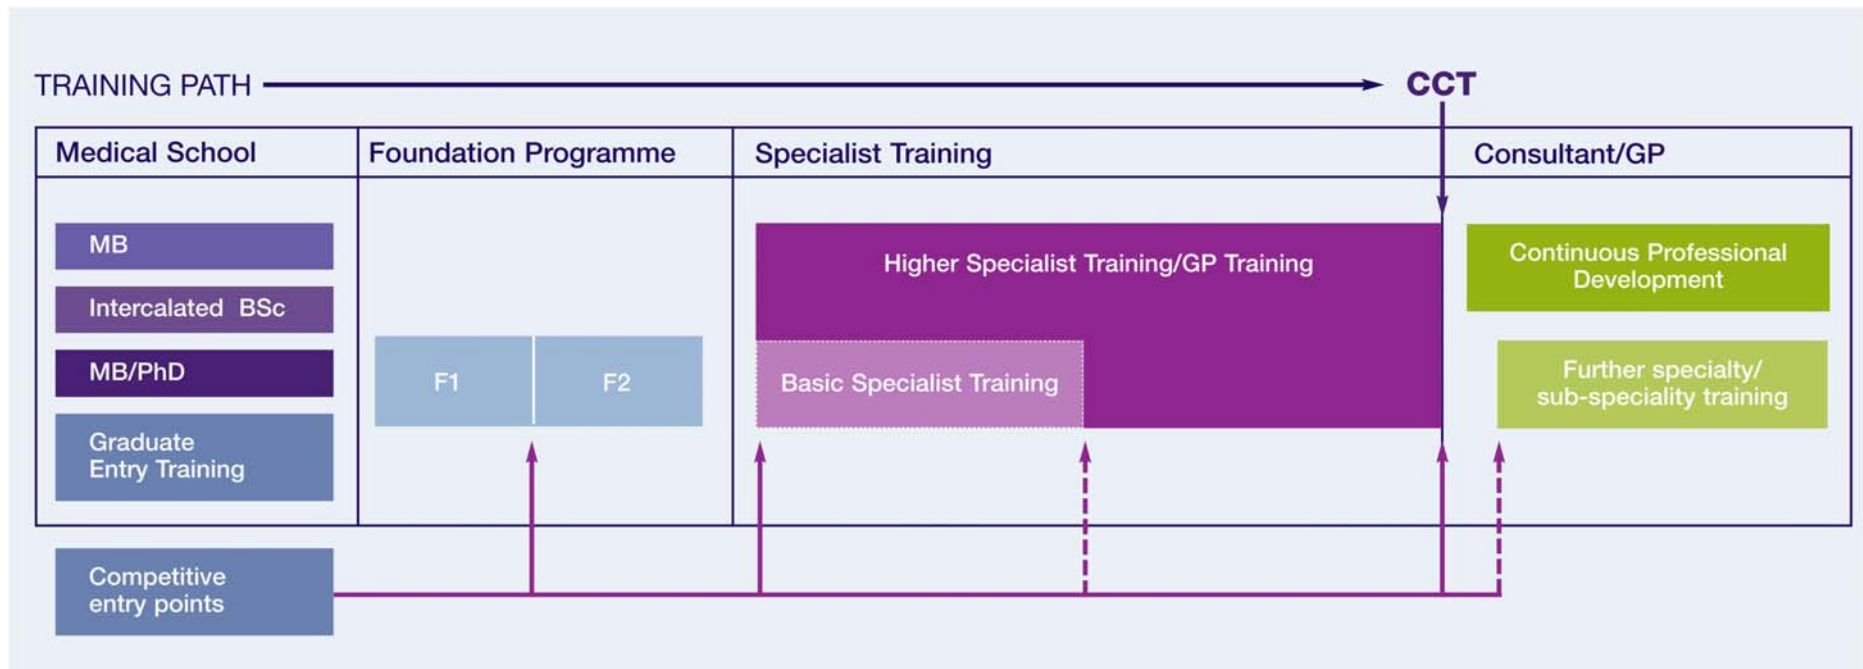 TRAINING PATH
CCT
Medical School
Foundation Programme
Specialist Training
Consultant/GP
MB
Intercalated BSc
MB/PhD
Graduate
Entry Training
F1
F2
Higher Specialist Training/GP Training
Basic Specialist Training
Continuous Professional
Development
Further specialty/
sub-speciality training
Competitive
entry points